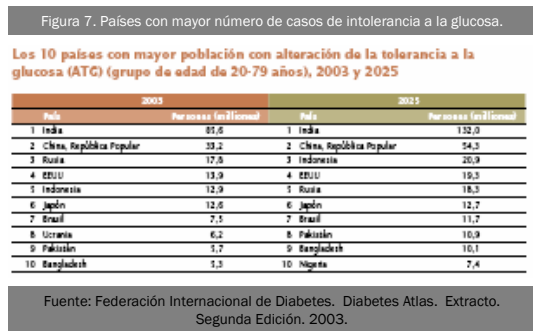 Figura 7. Países con mayor número de casos de intolerancia a la glucosa.
Los 10 países con mayor población con alteración de la tolerancia a la
glucosa (ATG) (grupo de edad de 20-79 años), 2003 y 2025
2003 2025
País Personas (millones) País Personas (millones)
1 India 85,6 1 India 132,0
2 China, República Popular 33,2 2 China, República Popular 54,3
3 Rusia 17,8 3 Indonesia 20,9
4 EEUU 13,9 4 EEUU 19,3
5 Indonesia 12,9 5 Rusia 18,3
6 Japón 12,6 6 Japón 12,7
7 Brasil 7,3 7 Brasil 11,7
8 Ucrania 6,2 8 Pakistán 10,9
9 Pakistán 5,7 9 Bangladesh 10,1
10 Bangladesh 5,3 10 Nigeria 7,4
Fuente: Federación Internacional de Diabetes. Diabetes Atlas. Extracto.
Segunda Edición. 2003.